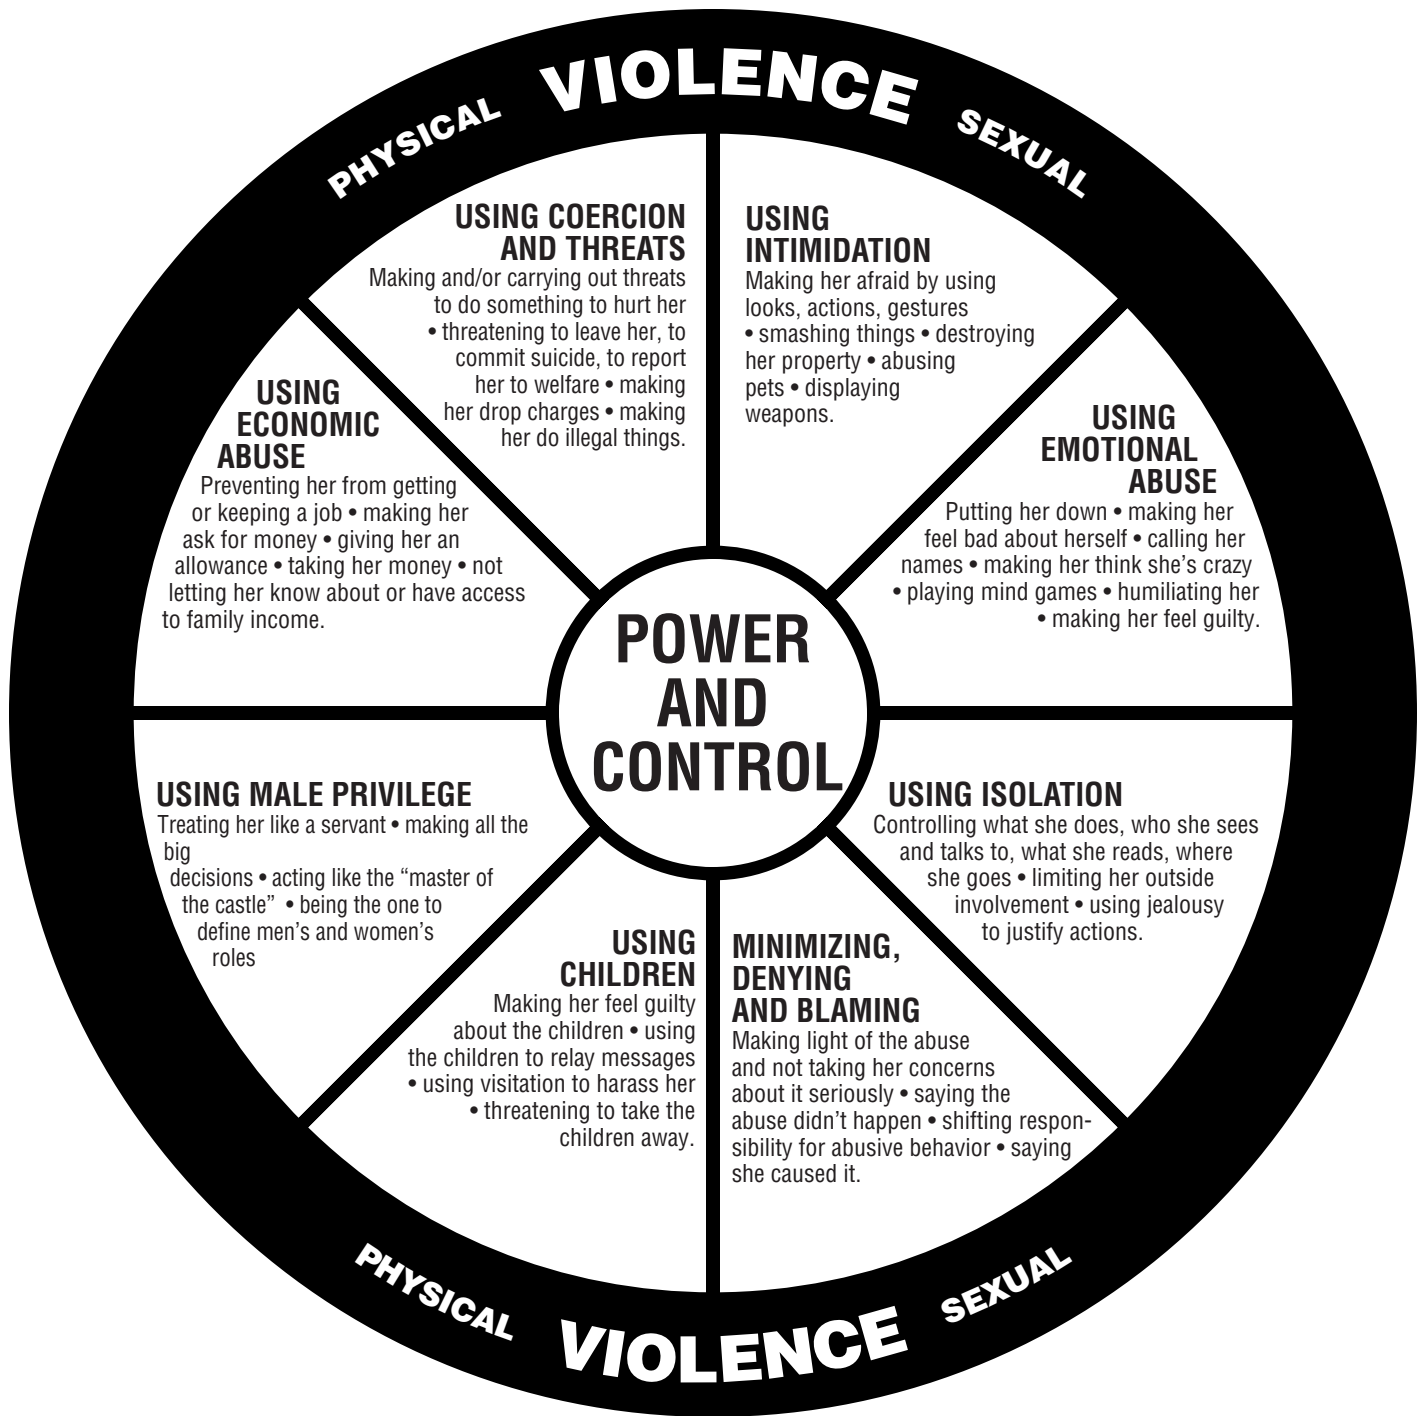 PHYSICAL VIOLENCE SEXUAL
USING COERCION
AND THREATS
Making and/or carrying out threats
to do something to hurt her
• threatening to leave her, to
commit suicide, to report
her to welfare • making
her drop charges • making
her do illegal things.
USING
INTIMIDATION
Making her afraid by using
looks, actions, gestures
• smashing things • destroying
her property • abusing
pets • displaying
weapons.
USING
EMOTIONAL
ABUSE
Putting her down • making her
feel bad about herself • calling her
names • making her think she’s crazy
• playing mind games • humiliating her
• making her feel guilty.
USING ISOLATION
Controlling what she does, who she sees
and talks to, what she reads, where
she goes • limiting her outside
involvement • using jealousy
to justify actions.
MINIMIZING,
DENYING
AND BLAMING
Making light of the abuse
and not taking her concerns
about it seriously • saying the
abuse didn’t happen • shifting respon-
sibility for abusive behavior • saying
she caused it.
USING
CHILDREN
Making her feel guilty
about the children • using
the children to relay messages
• using visitation to harass her
• threatening to take the
children away.
USING MALE PRIVILEGE
Treating her like a servant • making all the
big
decisions • acting like the “master of
the castle” • being the one to
define men’s and women’s
roles
USING
ECONOMIC
ABUSE
Preventing her from getting
or keeping a job • making her
ask for money • giving her an
allowance • taking her money • not
letting her know about or have access
to family income.
POWER
AND
CONTROL
PHYSICAL VIOLENCE SEXUAL